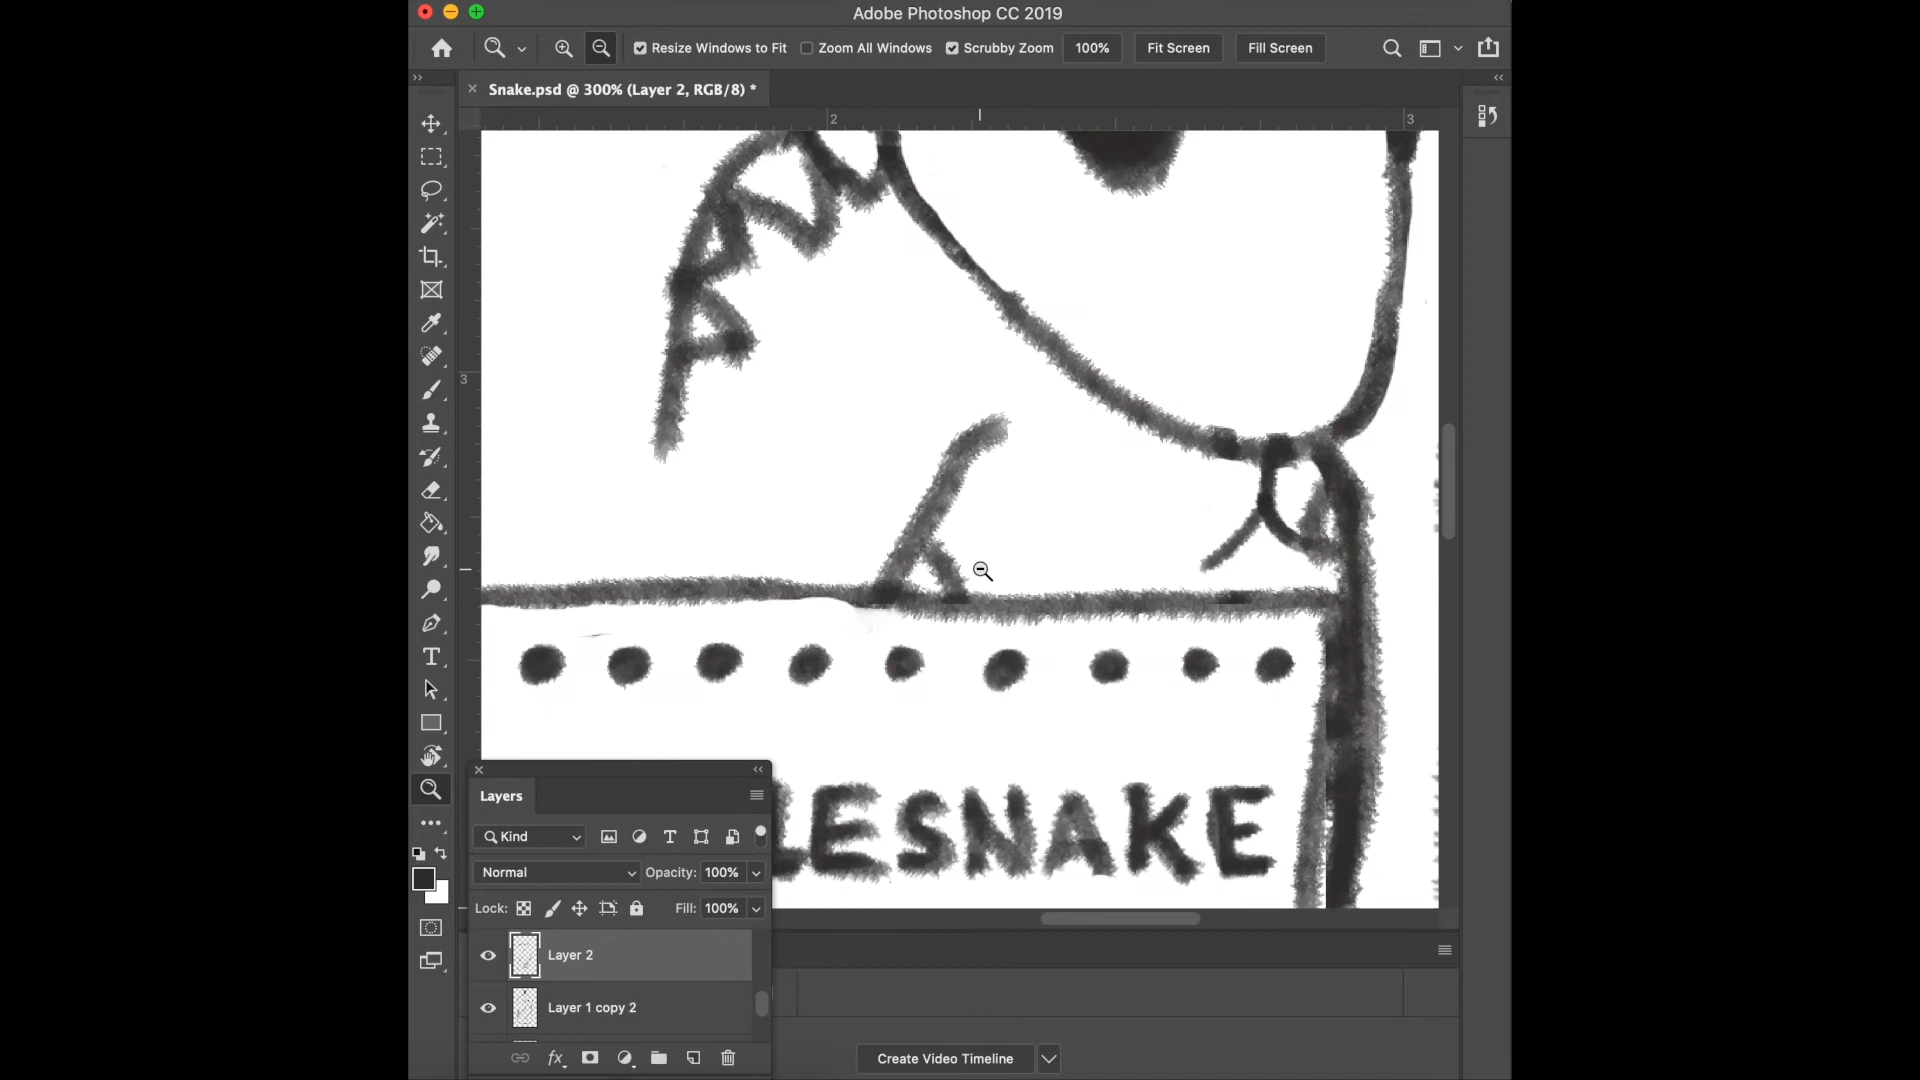 Adobe Photoshop CC 2019
Resize Windows to Fit
Zoom All Windows
Scrubby Zoom
100%
Fit Screen
Fill Screen
Snake.psd @ 300% (Layer 2, RGB/8) *
2
3
3
LESNAKE
Layers
Kind
Normal
Opacity: 100%
Lock:
Fill: 100%
Layer 2
Layer 1 copy 2
fx
Create Video Timeline